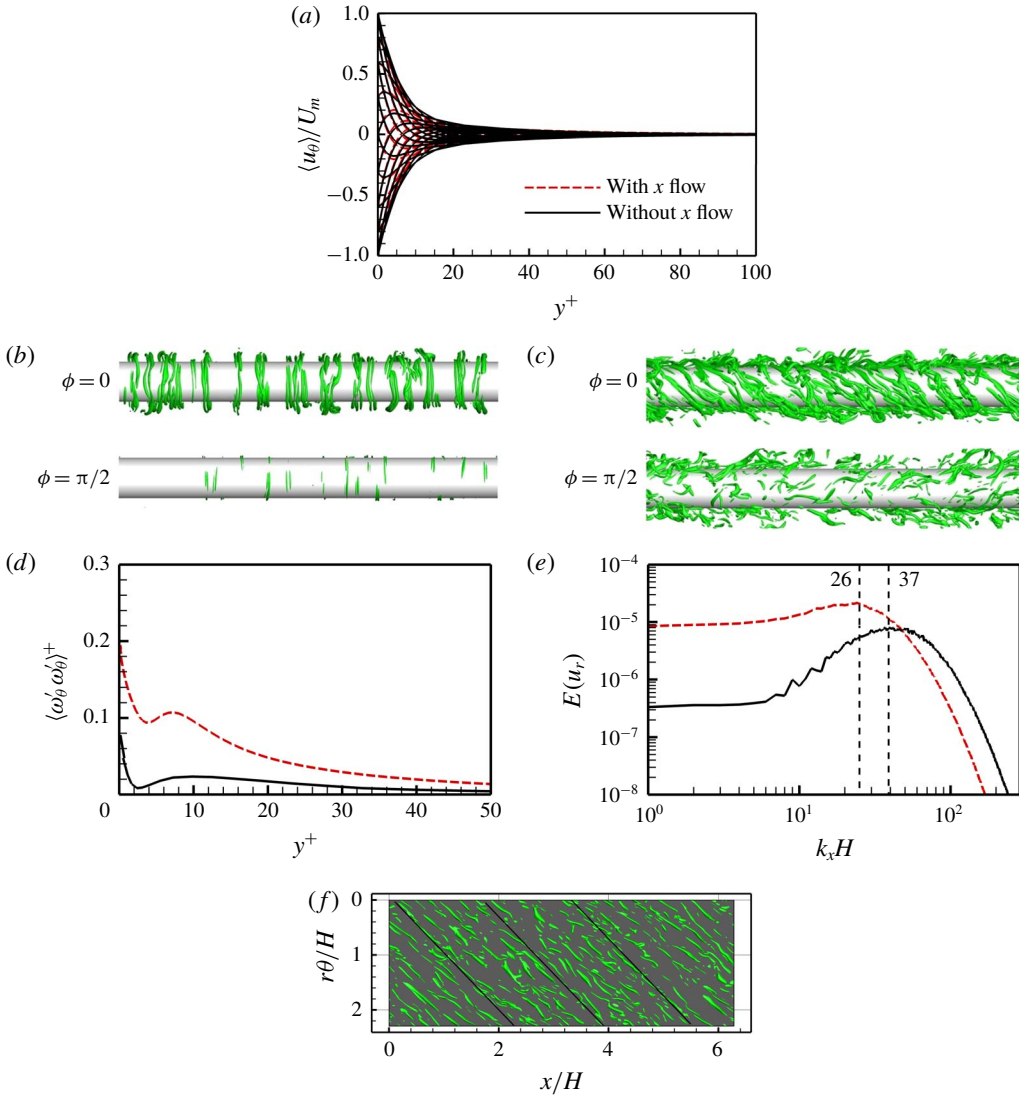 (a)
1.0
0.5
0
−0.5
−1.0
⟨u_θ⟩/U_m
With x flow
Without x flow
0 20 40 60 80 100
y⁺
(b)
ϕ = 0
ϕ = π/2
(c)
ϕ = 0
ϕ = π/2
(d)
0.3
0.2
0.1
⟨ω′_θ ω′_θ⟩⁺
0 10 20 30 40 50
y⁺
(e)
10⁻⁴
10⁻⁵
10⁻⁶
10⁻⁷
10⁻⁸
E(u_r)
26 37
10⁰ 10¹ 10²
k_xH
(f)
0
1
2
rθ/H
0 2 4 6
x/H